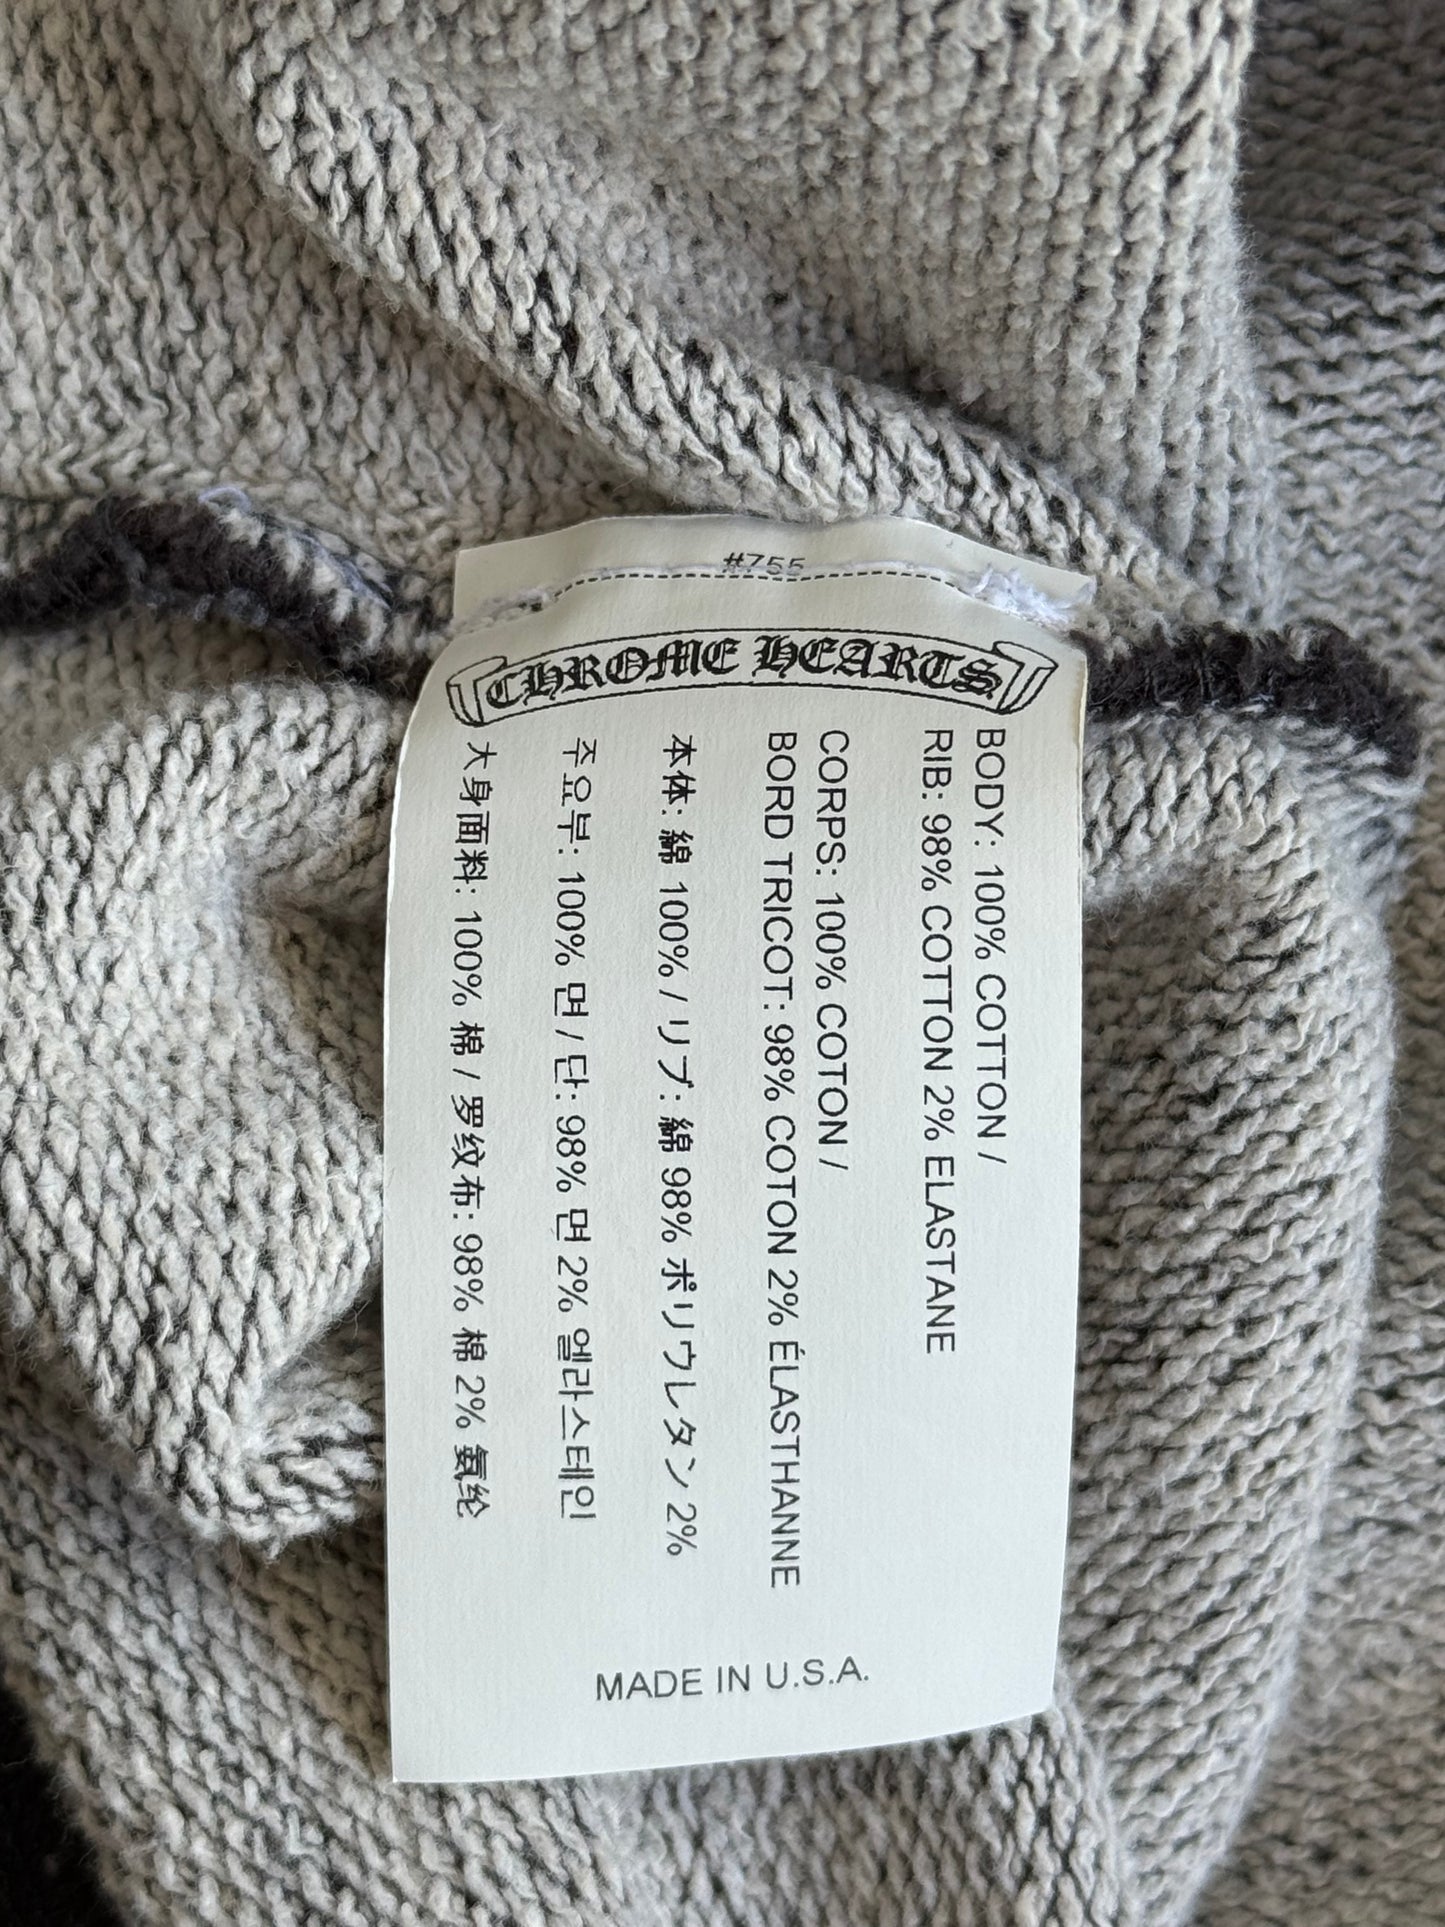 #755
CHROME HEARTS
BODY: 100% COTTON /
RIB: 98% COTTON 2% ELASTANE
CORPS: 100% COTON /
BORD TRICOT: 98% COTON 2% ÉLASTHANNE
本体: 綿 100% / リブ: 綿 98% ポリウレタン 2%
주요부: 100% 면 / 단: 98% 면 2% 엘라스테인
大身面料: 100% 棉 / 罗纹布: 98% 棉 2% 氨纶
MADE IN U.S.A.